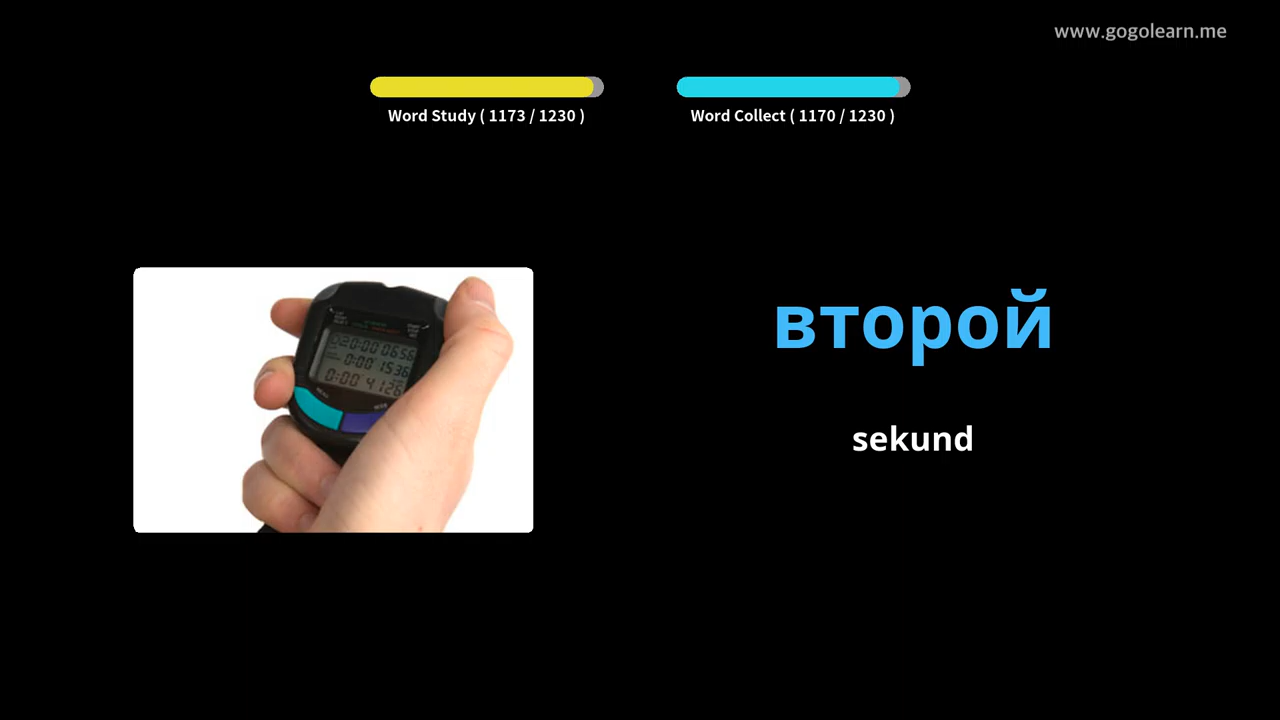 www.gogolearn.me
Word Study ( 1173 / 1230 )
Word Collect ( 1170 / 1230 )
второй
sekund